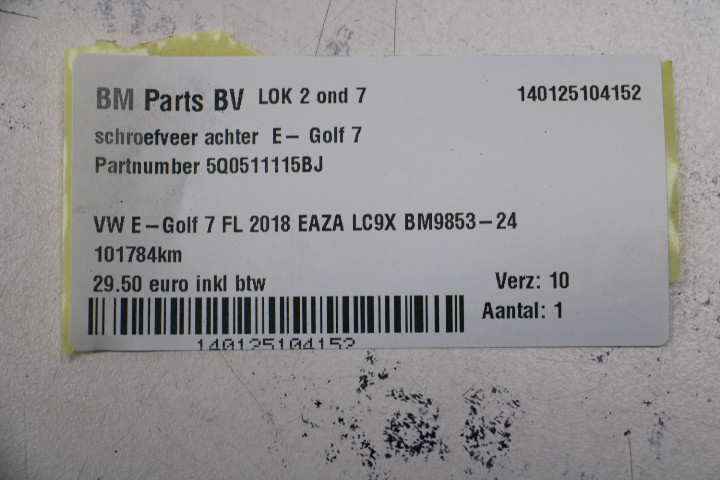 BM Parts BV LOK 2 ond 7 140125104152
schroefveer achter E- Golf 7
Partnumber 5Q0511115BJ
VW E-Golf 7 FL 2018 EAZA LC9X BM9853-24
101784km
29.50 euro inkl btw Verz: 10
Aantal: 1
140125104152